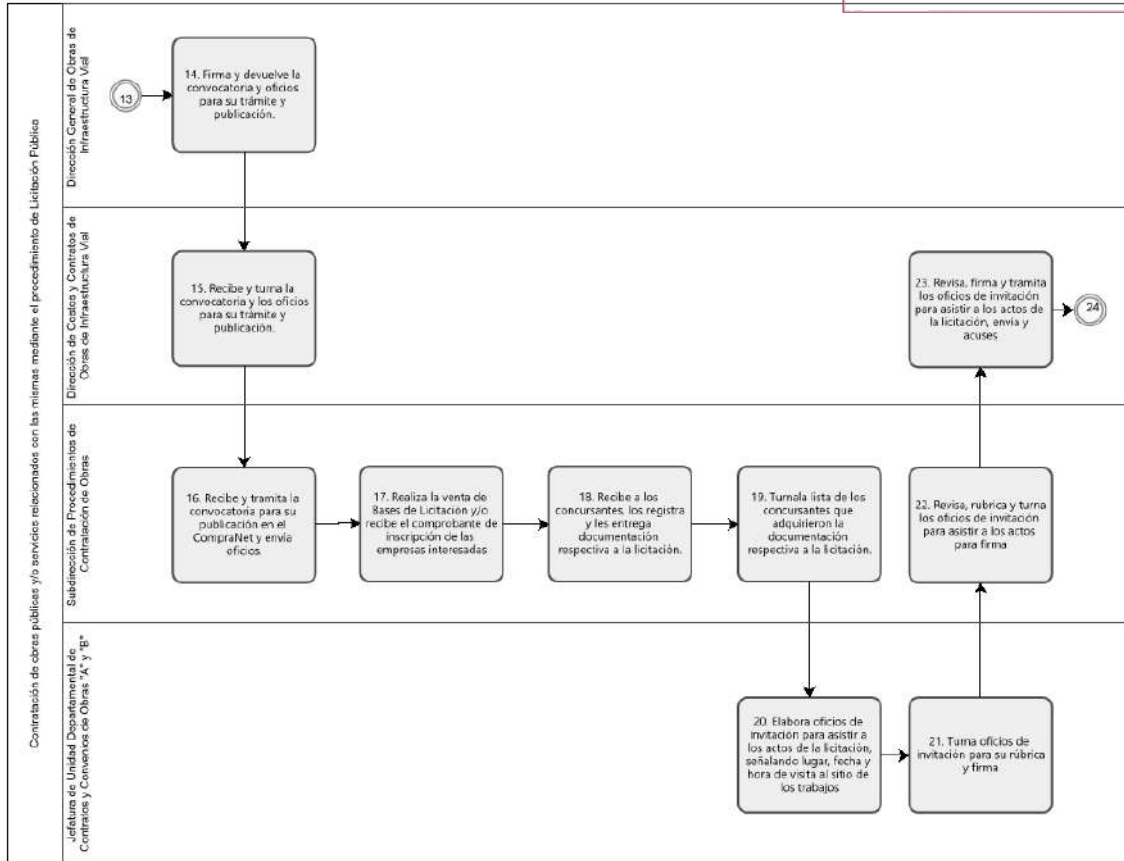 Contratación de obras públicas y/o servicios relacionados con las mismas mediante el procedimiento de Licitación Pública
Dirección General de Obras de
Infraestructura Vial
13
14. Firma y devuelve la
convocatoria y oficios
para su trámite y
publicación.
Dirección de Costos y Contratos de
Obras de Infraestructura Vial
15. Recibe y turna la
convocatoria y los oficios
para su trámite y
publicación.
23. Revisa, firma y tramita
los oficios de invitación
para asistir a los actos de
la licitación, envía y
acuses
24
Subdirección de Procedimientos de
Contratación de Obras
16. Recibe y tramita la
convocatoria para su
publicación en el
CompraNet y envía
oficios.
17. Realiza la venta de
Bases de Licitación y/o
recibe el comprobante de
inscripción de las
empresas interesadas
18. Recibe a los
concursantes, los registra
y les entrega
documentación
respectiva a la licitación.
19. Turnala lista de los
concursantes que
adquirieron la
documentación
respectiva a la licitación.
22. Revisa, rubrica y turna
los oficios de invitación
para asistir a los actos
para firma
Jefatura de Unidad Departamental de
Contratos y Convenios de Obras "A" y "B"
20. Elabora oficios de
invitación para asistir a
los actos de la licitación,
señalando lugar, fecha y
hora de visita al sitio de
los trabajos
21. Turna oficios de
invitación para su rúbrica
y firma